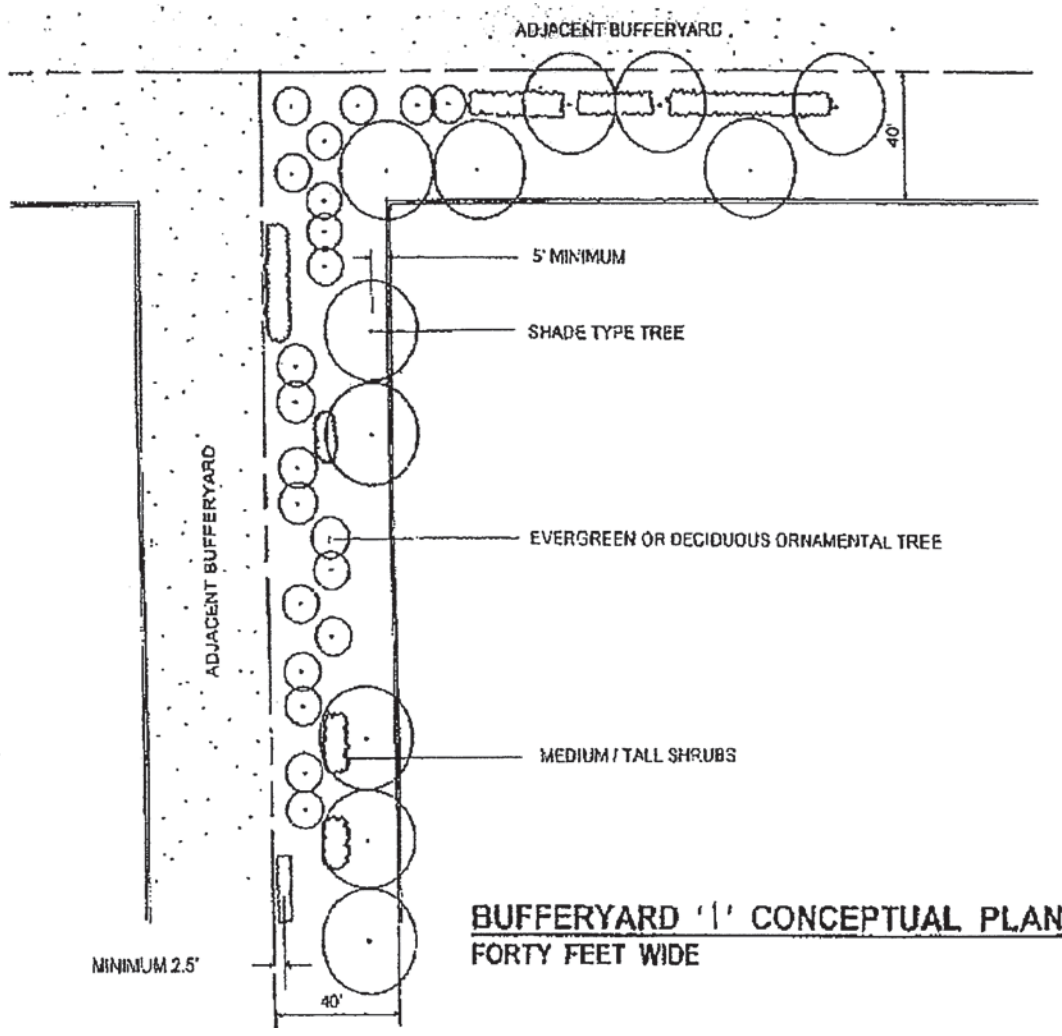 ADJACENT BUFFERYARD
40'
5' MINIMUM
SHADE TYPE TREE
ADJACENT BUFFERYARD
EVERGREEN OR DECIDUOUS ORNAMENTAL TREE
MEDIUM / TALL SHRUBS
BUFFERYARD 'I' CONCEPTUAL PLAN
FORTY FEET WIDE
MINIMUM 2.5'
40'